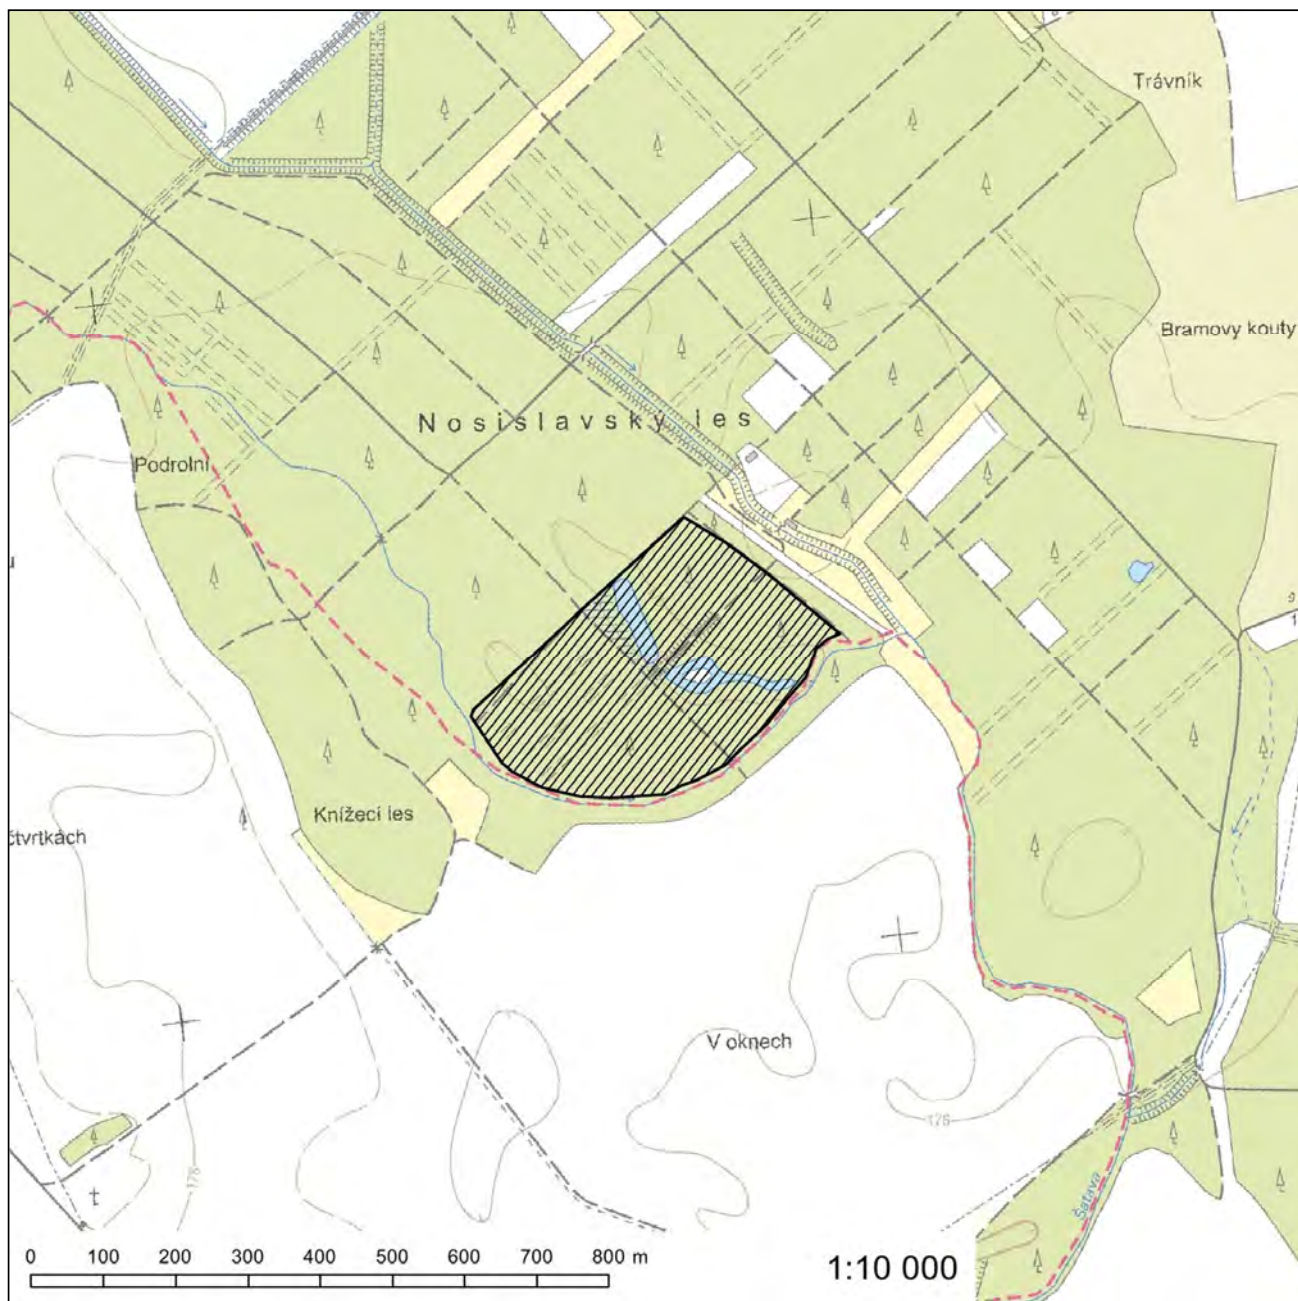 Trávník
Bramovy kouty
Nosislavský les
Podrolní
Knížecí les
čtvrtkách
V oknech
176
176
Šatava
0 100 200 300 400 500 600 700 800 m
1:10 000